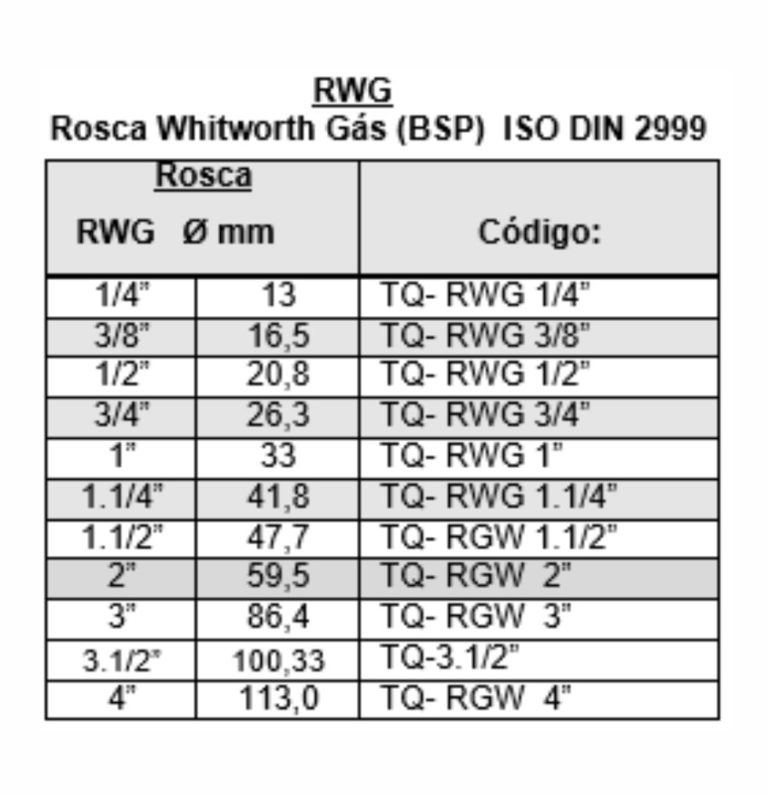 RWG
Rosca Whitworth Gás (BSP) ISO DIN 2999
Rosca
RWG Ø mm Código:
1/4" 13 TQ- RWG 1/4"
3/8" 16,5 TQ- RWG 3/8"
1/2" 20,8 TQ- RWG 1/2"
3/4" 26,3 TQ- RWG 3/4"
1" 33 TQ- RWG 1"
1.1/4" 41,8 TQ- RWG 1.1/4"
1.1/2" 47,7 TQ- RGW 1.1/2"
2" 59,5 TQ- RGW 2"
3" 86,4 TQ- RGW 3"
3.1/2" 100,33 TQ-3.1/2"
4" 113,0 TQ- RGW 4"